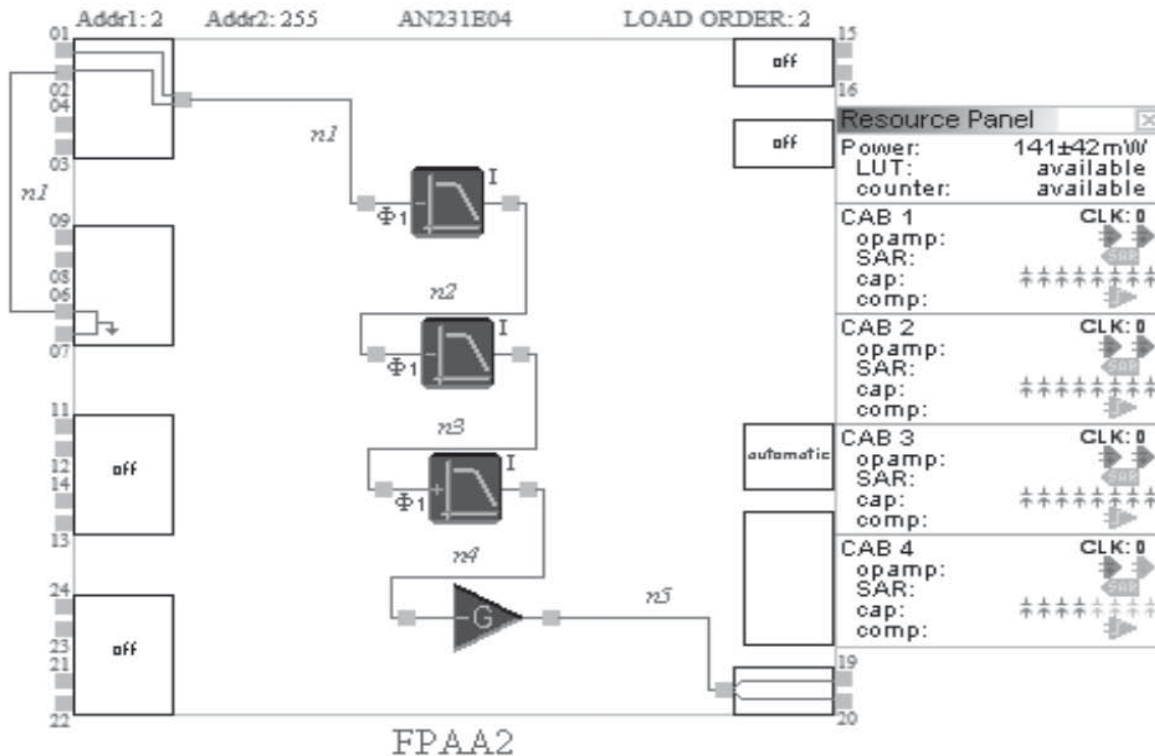 Addr1: 2 Addr2: 255 AN231E04 LOAD ORDER: 2
01
02
04
03
09
08
06
07
11
12
14
13
24
23
21
22
n1
off
off
n1
Φ1
I
n2
Φ1
I
n3
Φ1
I
n4
G
n5
off
off
automatic
15
16
19
20
FPAA2
Resource Panel
Power: 141±42mW
LUT: available
counter: available
CAB 1 CLK: 0
opamp:
SAR: SAR
cap:
comp:
CAB 2 CLK: 0
opamp:
SAR: SAR
cap:
comp:
CAB 3 CLK: 0
opamp:
SAR: SAR
cap:
comp:
CAB 4 CLK: 0
opamp:
SAR: SAR
cap:
comp: